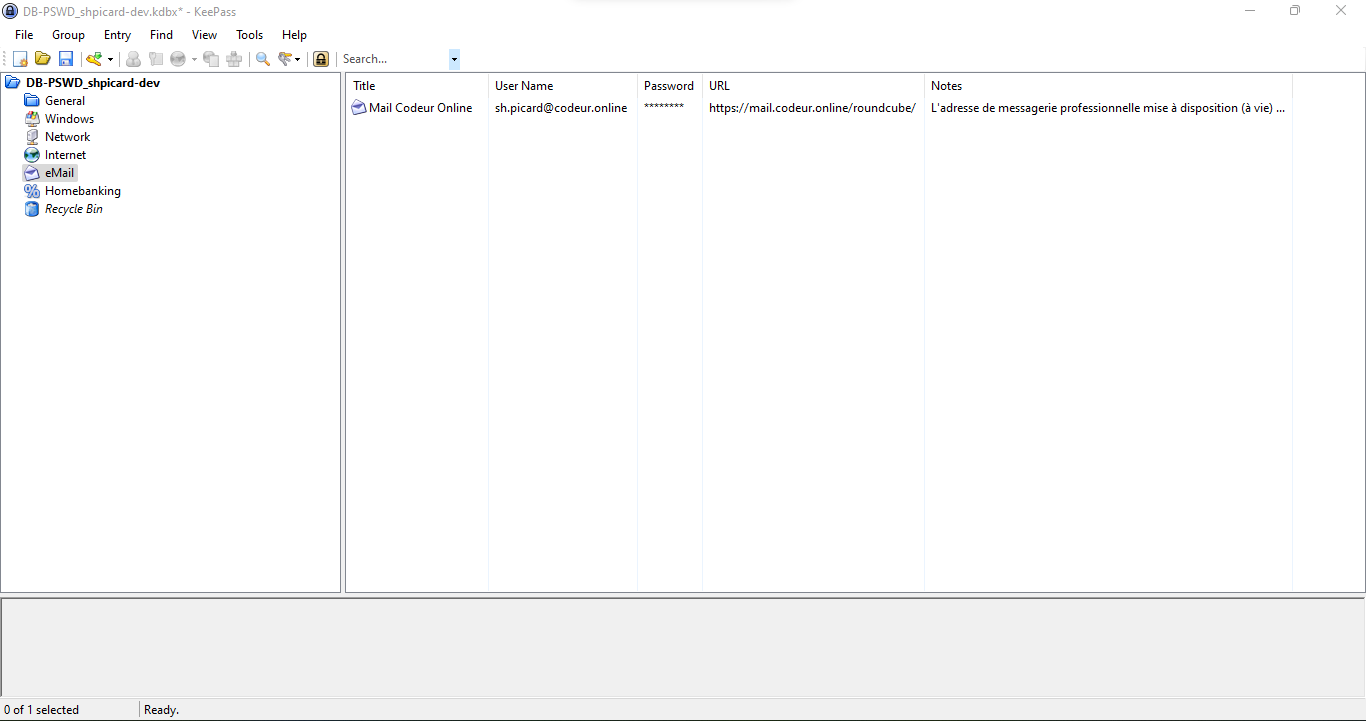 DB-PSWD_shpicard-dev.kdbx* - KeePass
File Group Entry Find View Tools Help
Search...
DB-PSWD_shpicard-dev
General
Windows
Network
Internet
eMail
Homebanking
Recycle Bin
Title User Name Password URL Notes
Mail Codeur Online sh.picard@codeur.online ******** https://mail.codeur.online/roundcube/ L'adresse de messagerie professionnelle mise à disposition (à vie) ...
0 of 1 selected Ready.